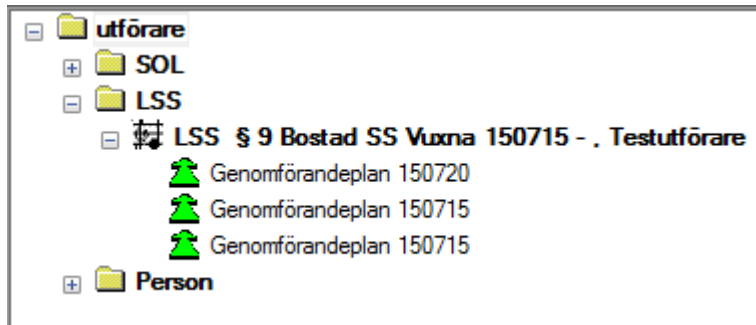 utförare
SOL
LSS
LSS § 9 Bostad SS Vuxna 150715 - , Testutförare
Genomförandeplan 150720
Genomförandeplan 150715
Genomförandeplan 150715
Person